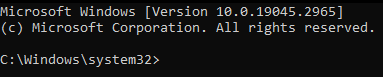 Microsoft Windows [Version 10.0.19045.2965]
(c) Microsoft Corporation. All rights reserved.
C:\Windows\system32>